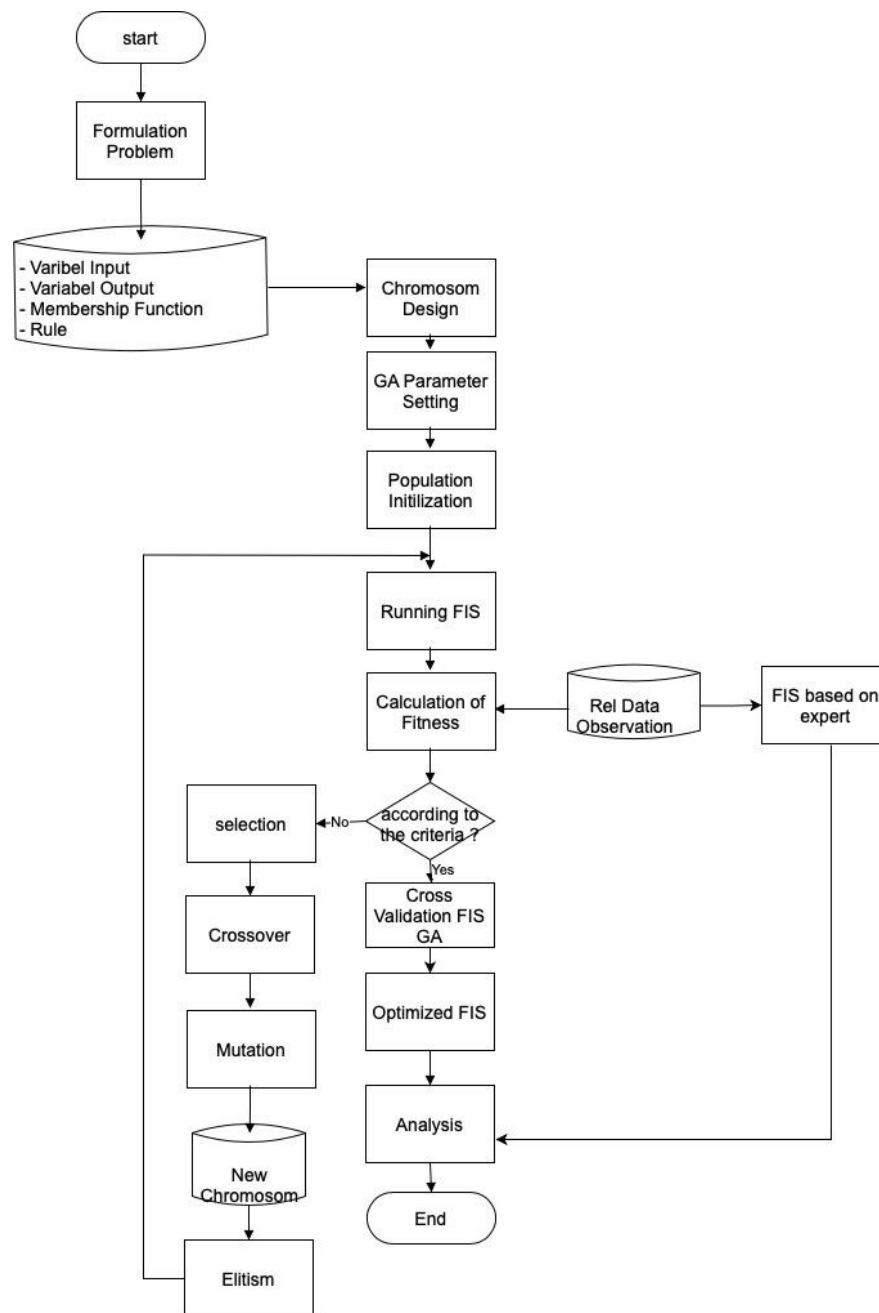 start
Formulation
Problem
- Varibel Input
- Variabel Output
- Membership Function
- Rule
Chromosom
Design
GA Parameter
Setting
Population
Initilization
Running FIS
Calculation of
Fitness
Rel Data
Observation
FIS based on
expert
according to
the criteria ?
No
Yes
selection
Crossover
Mutation
New
Chromosom
Elitism
Cross
Validation FIS
GA
Optimized FIS
Analysis
End